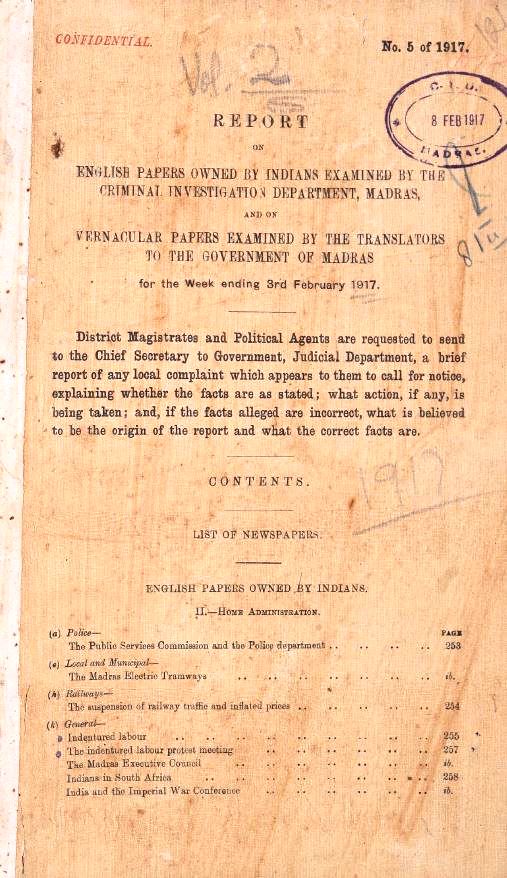 CONFIDENTIAL.
No. 5 of 1917.
Vol. 2
C. I. D.
8 FEB 1917
MADRAS.
REPORT
ON
ENGLISH PAPERS OWNED BY INDIANS EXAMINED BY THE
CRIMINAL INVESTIGATION DEPARTMENT, MADRAS,
AND ON
VERNACULAR PAPERS EXAMINED BY THE TRANSLATORS
TO THE GOVERNMENT OF MADRAS
for the Week ending 3rd February 1917.
District Magistrates and Political Agents are requested to send
to the Chief Secretary to Government, Judicial Department, a brief
report of any local complaint which appears to them to call for notice,
explaining whether the facts are as stated; what action, if any, is
being taken; and, if the facts alleged are incorrect, what is believed
to be the origin of the report and what the correct facts are.
CONTENTS.
1917
LIST OF NEWSPAPERS.
ENGLISH PAPERS OWNED BY INDIANS.
II.—HOME ADMINISTRATION.
(a) Police— PAGE
The Public Services Commission and the Police department .. .. .. .. 253
(e) Local and Municipal—
The Madras Electric Tramways .. .. .. .. .. .. ib.
(h) Railways—
The suspension of railway traffic and inflated prices .. .. .. .. .. 254
(k) General—
Indentured labour .. .. .. .. .. .. .. .. 255
The indentured labour protest meeting .. .. .. .. .. .. 257
The Madras Executive Council .. .. .. .. .. .. ib.
Indians in South Africa .. .. .. .. .. .. .. 258
India and the Imperial War Conference .. .. .. .. .. ib.